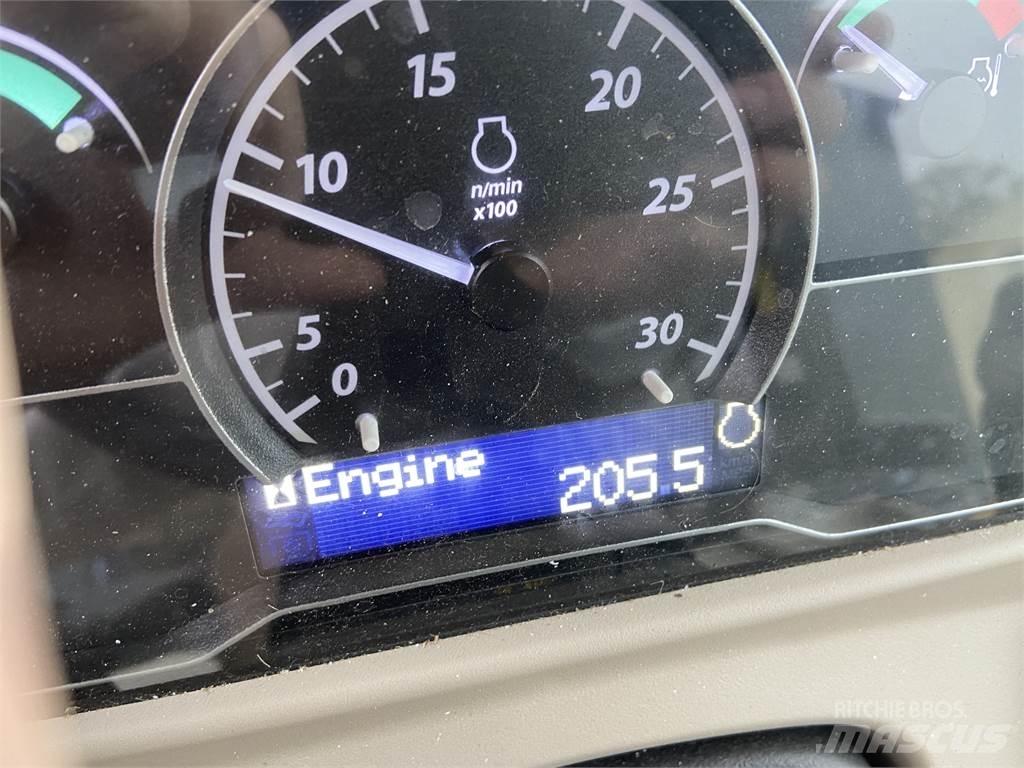 15
20
10
n/min
x100
25
5
30
0
Engine
205.5
RITCHIE BROS.
MASCUS